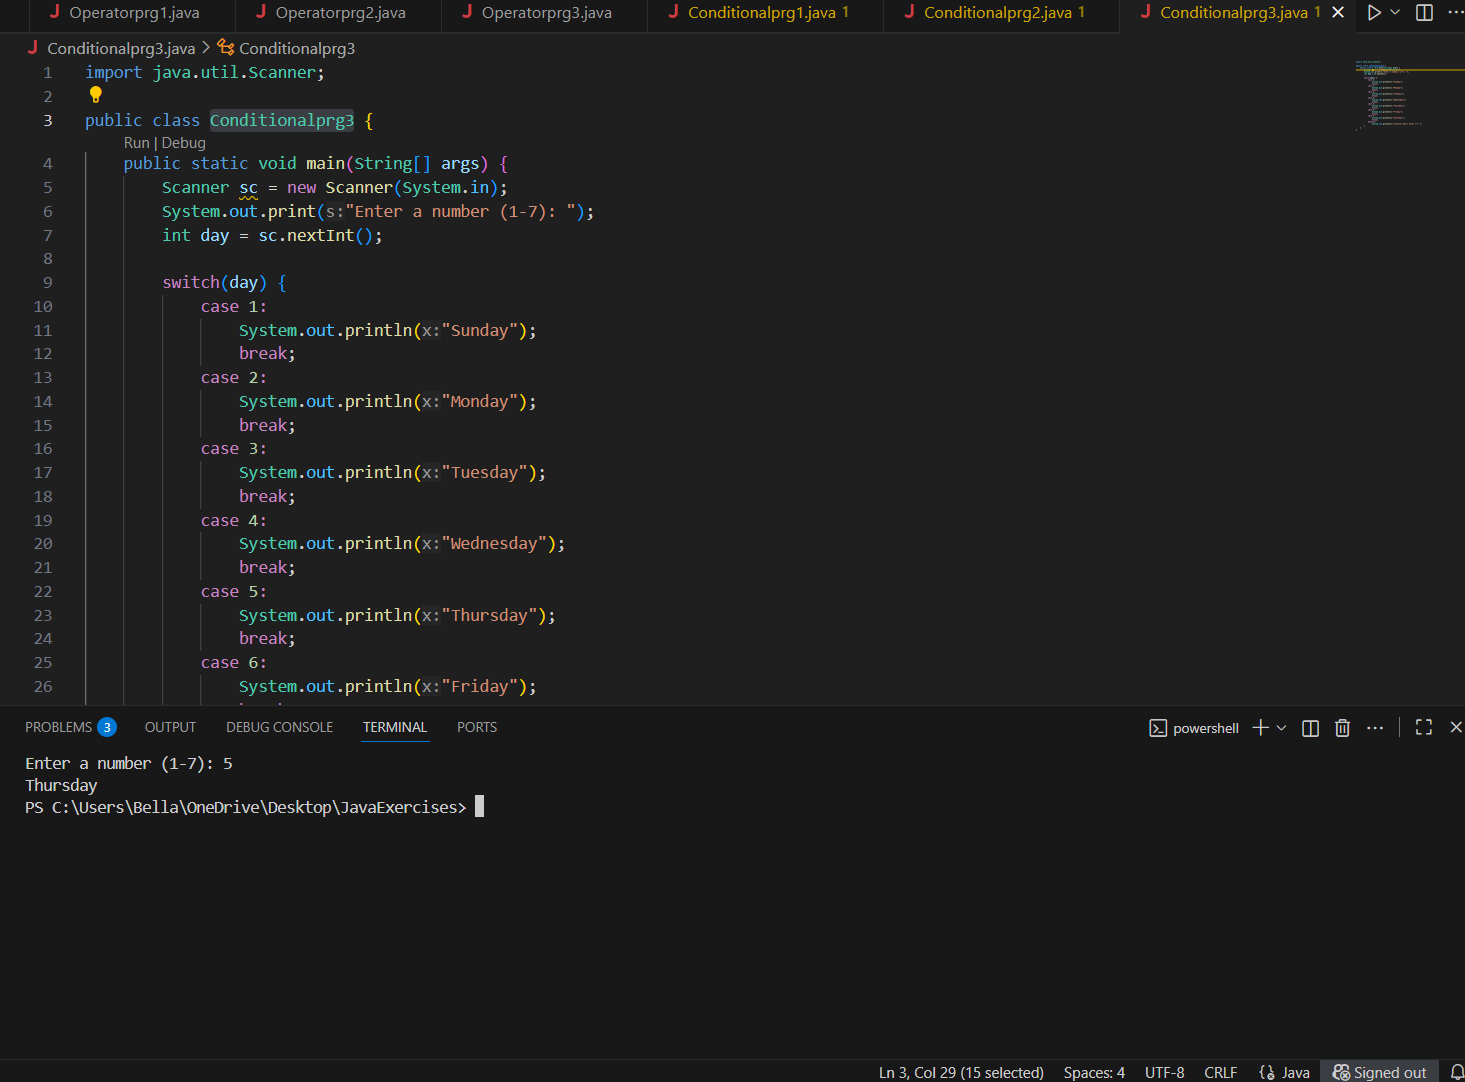 Operatorprg1.java Operatorprg2.java Operatorprg3.java Conditionalprg1.java 1 Conditionalprg2.java 1 Conditionalprg3.java 1
Conditionalprg3.java > Conditionalprg3
1 import java.util.Scanner;
2
3 public class Conditionalprg3 {
Run | Debug
4 public static void main(String[] args) {
5 Scanner sc = new Scanner(System.in);
6 System.out.print(s:"Enter a number (1-7): ");
7 int day = sc.nextInt();
8
9 switch(day) {
10 case 1:
11 System.out.println(x:"Sunday");
12 break;
13 case 2:
14 System.out.println(x:"Monday");
15 break;
16 case 3:
17 System.out.println(x:"Tuesday");
18 break;
19 case 4:
20 System.out.println(x:"Wednesday");
21 break;
22 case 5:
23 System.out.println(x:"Thursday");
24 break;
25 case 6:
26 System.out.println(x:"Friday");
PROBLEMS 3 OUTPUT DEBUG CONSOLE TERMINAL PORTS powershell
Enter a number (1-7): 5
Thursday
PS C:\Users\Bella\OneDrive\Desktop\JavaExercises>
Ln 3, Col 29 (15 selected) Spaces: 4 UTF-8 CRLF Java Signed out